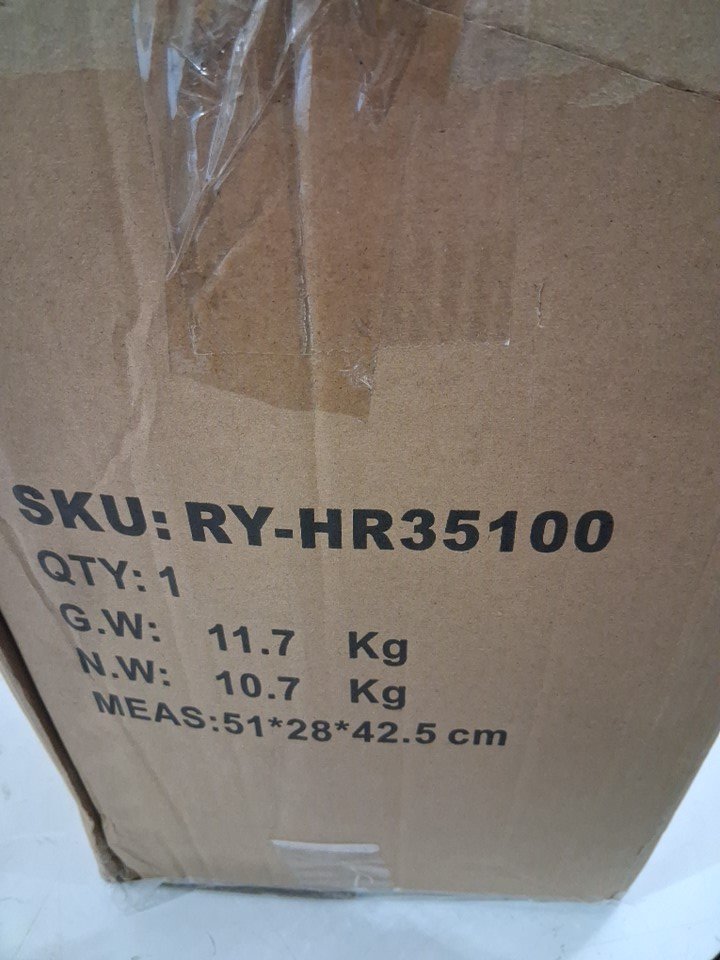 SKU: RY-HR35100
QTY: 1
G.W: 11.7 Kg
N.W: 10.7 Kg
MEAS:51*28*42.5 cm